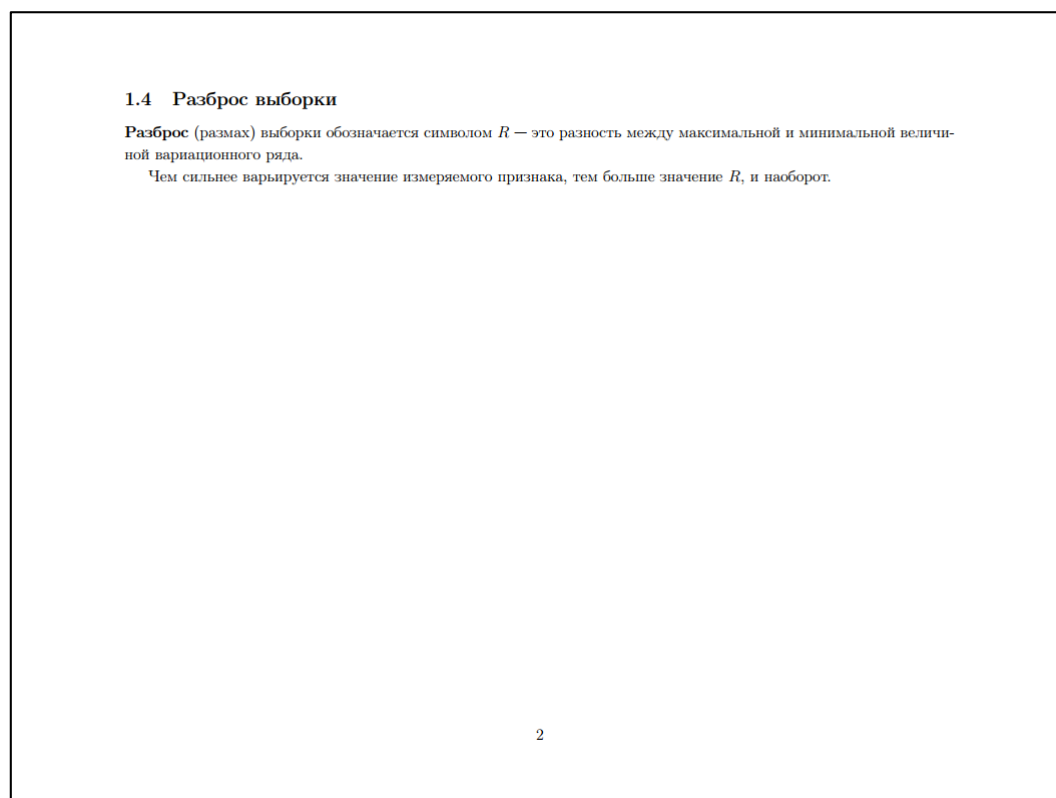 1.4 Разброс выборки
Разброс (размах) выборки обозначается символом R — это разность между максимальной и минимальной величи-
ной вариационного ряда.
Чем сильнее варьируется значение измеряемого признака, тем больше значение R, и наоборот.
2